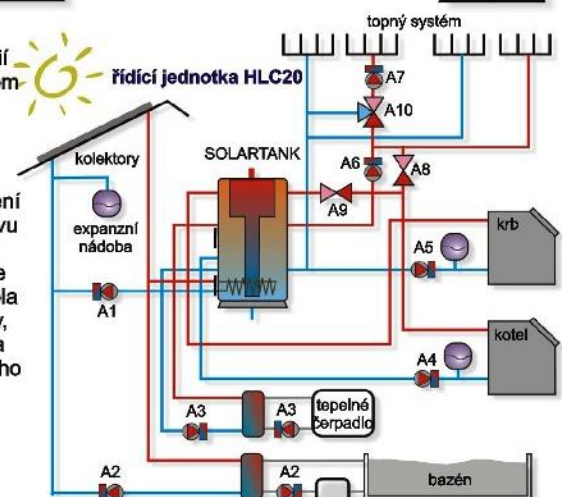 topný systém
A7
řídící jednotka HLC20
A10
SOLARTANK
kolektory
A6
A8
A9
expanzní
nádoba
krb
A5
A1
kotel
A4
A3
A3
tepelné
čerpadlo
A2
A2
bazén